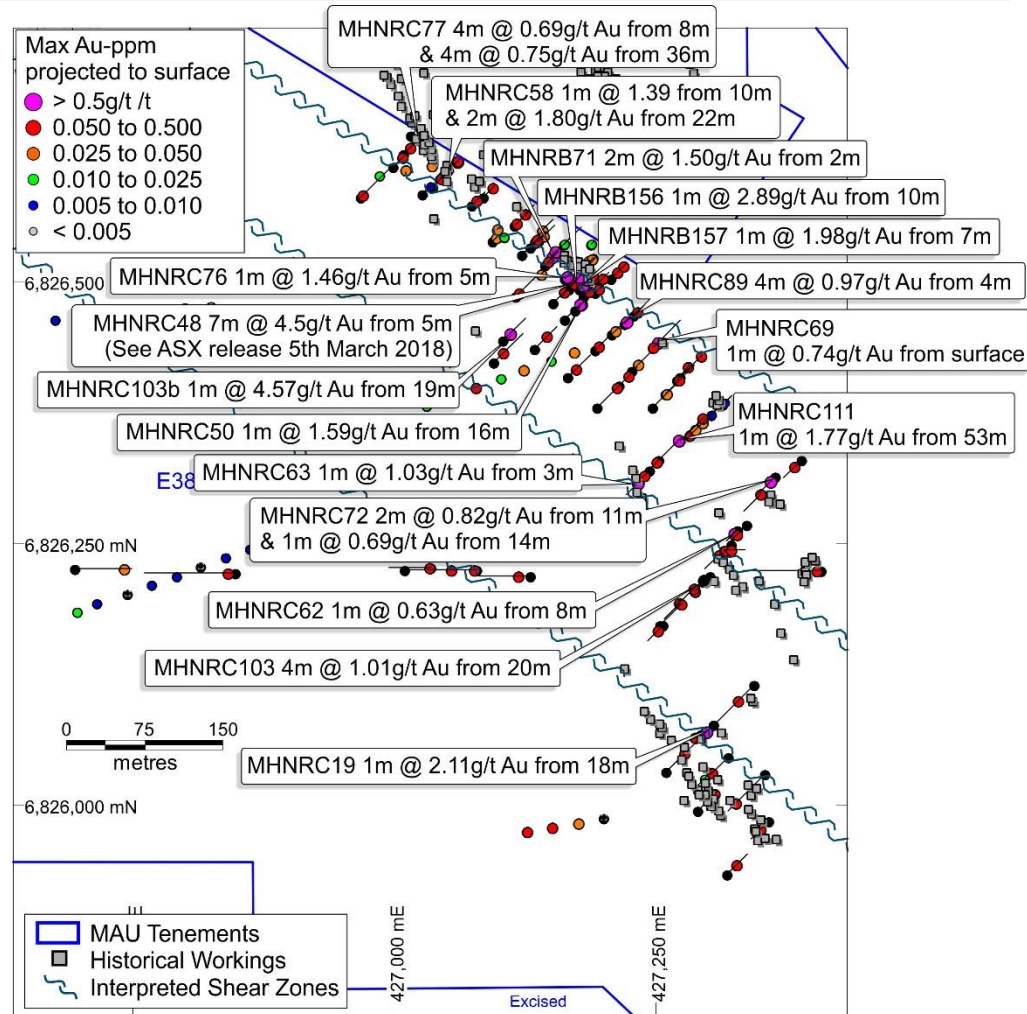 Max Au-ppm
projected to surface
> 0.5g/t /t
0.050 to 0.500
0.025 to 0.050
0.010 to 0.025
0.005 to 0.010
< 0.005
MHNRC77 4m @ 0.69g/t Au from 8m
& 4m @ 0.75g/t Au from 36m
MHNRC58 1m @ 1.39 from 10m
& 2m @ 1.80g/t Au from 22m
MHNRB71 2m @ 1.50g/t Au from 2m
MHNRB156 1m @ 2.89g/t Au from 10m
MHNRB157 1m @ 1.98g/t Au from 7m
MHNRC76 1m @ 1.46g/t Au from 5m
6,826,500
MHNRC89 4m @ 0.97g/t Au from 4m
MHNRC48 7m @ 4.5g/t Au from 5m
(See ASX release 5th March 2018)
MHNRC69
1m @ 0.74g/t Au from surface
MHNRC103b 1m @ 4.57g/t Au from 19m
MHNRC50 1m @ 1.59g/t Au from 16m
MHNRC111
1m @ 1.77g/t Au from 53m
E38
MHNRC63 1m @ 1.03g/t Au from 3m
MHNRC72 2m @ 0.82g/t Au from 11m
& 1m @ 0.69g/t Au from 14m
6,826,250 mN
MHNRC62 1m @ 0.63g/t Au from 8m
MHNRC103 4m @ 1.01g/t Au from 20m
0 75 150
metres
MHNRC19 1m @ 2.11g/t Au from 18m
6,826,000 mN
MAU Tenements
Historical Workings
Interpreted Shear Zones
427,000 mE
427,250 mE
Excised